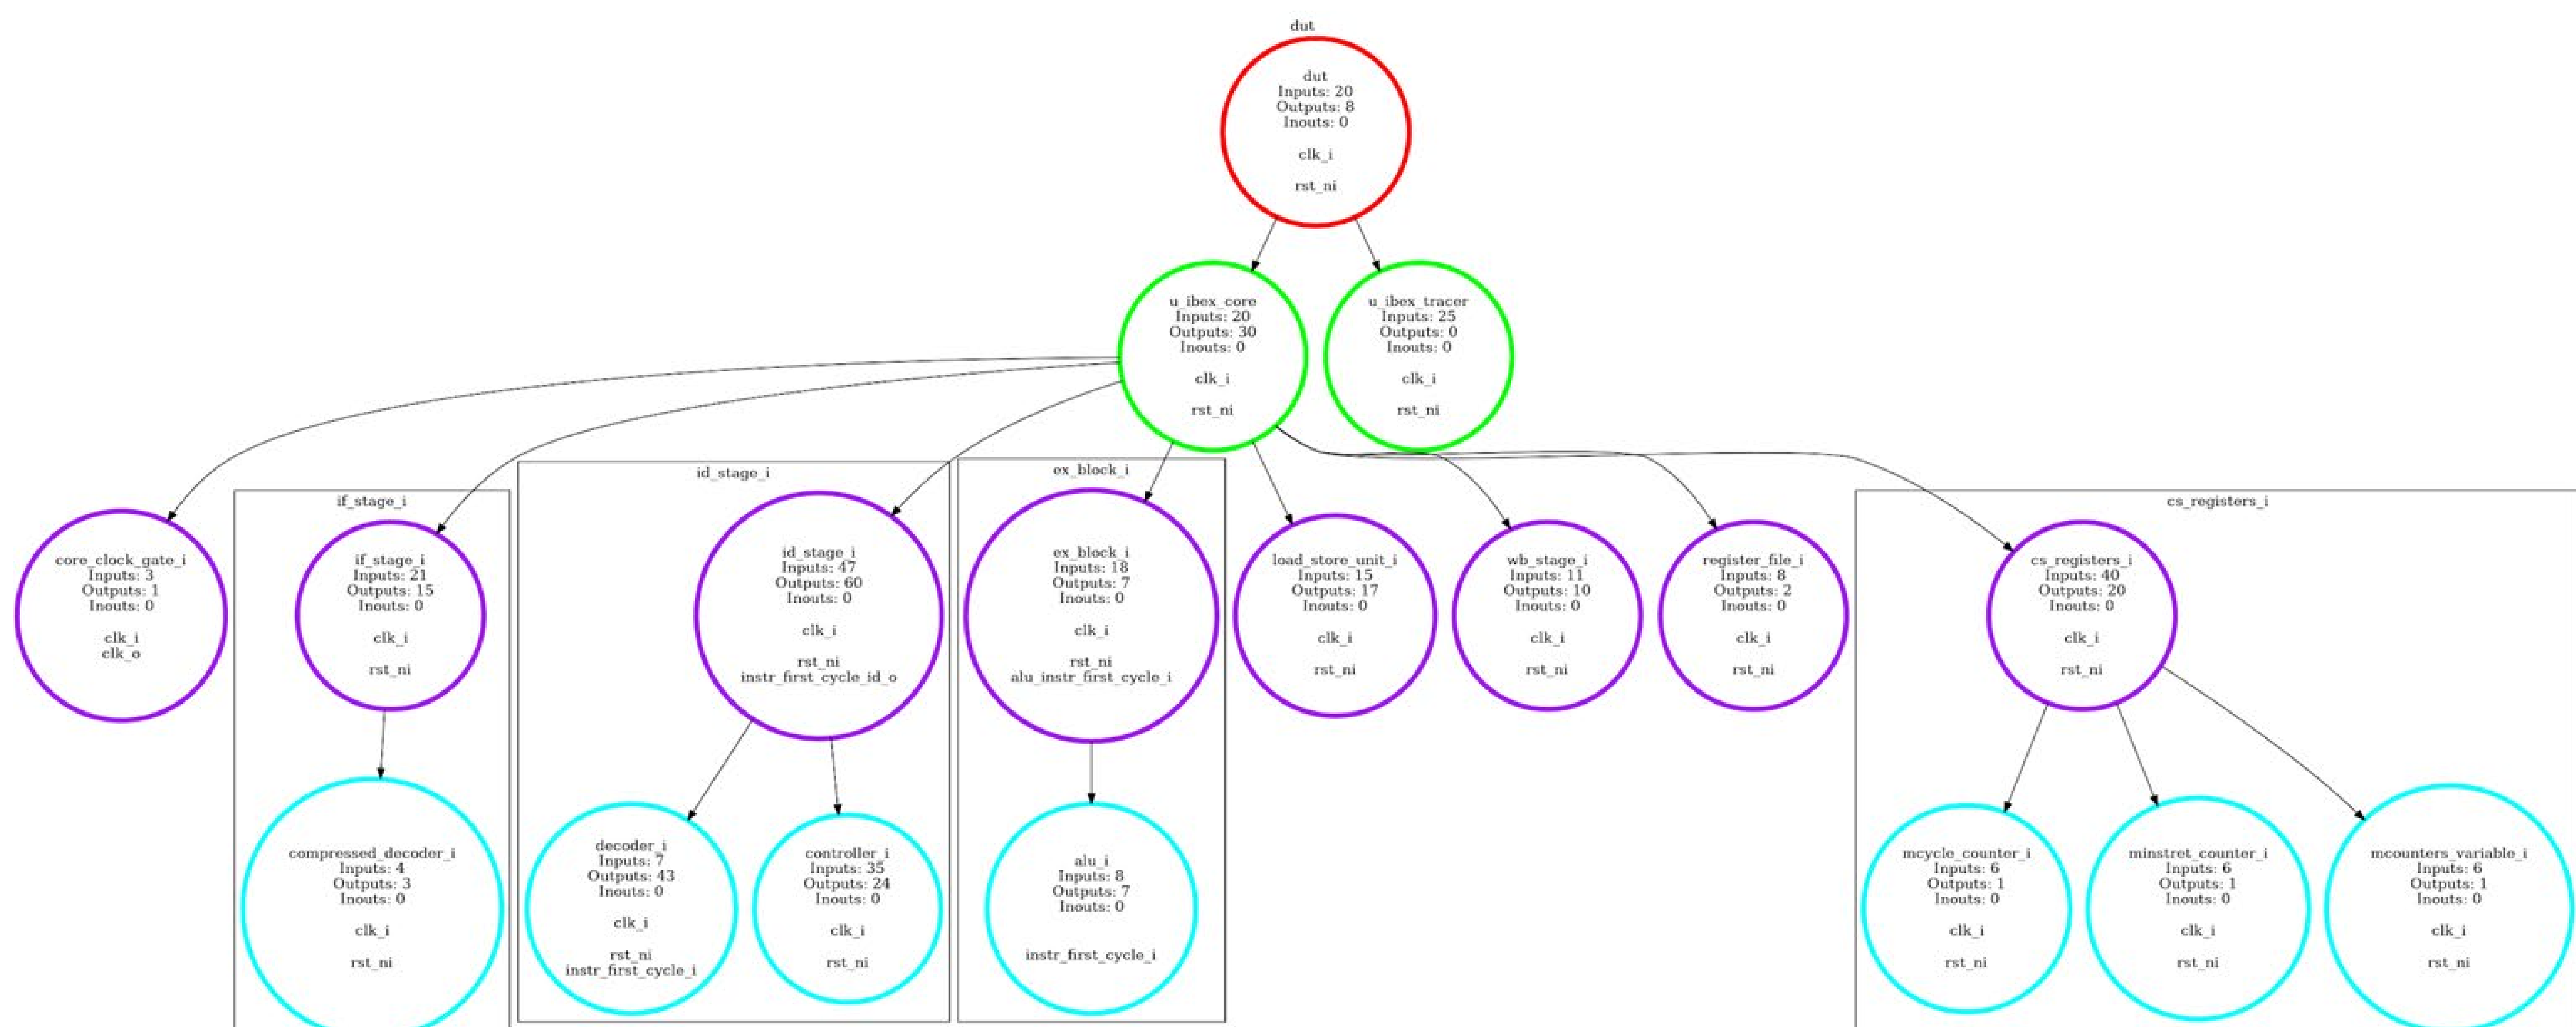 dut
dut
Inputs: 20
Outputs: 8
Inouts: 0
clk_i
rst_ni
u_ibex_core
Inputs: 20
Outputs: 30
Inouts: 0
clk_i
rst_ni
u_ibex_tracer
Inputs: 25
Outputs: 0
Inouts: 0
clk_i
rst_ni
core_clock_gate_i
Inputs: 3
Outputs: 1
Inouts: 0
clk_i
clk_o
if_stage_i
if_stage_i
Inputs: 21
Outputs: 15
Inouts: 0
clk_i
rst_ni
id_stage_i
id_stage_i
Inputs: 47
Outputs: 60
Inouts: 0
clk_i
rst_ni
instr_first_cycle_id_o
ex_block_i
ex_block_i
Inputs: 18
Outputs: 7
Inouts: 0
clk_i
rst_ni
alu_instr_first_cycle_i
load_store_unit_i
Inputs: 15
Outputs: 17
Inouts: 0
clk_i
rst_ni
wb_stage_i
Inputs: 11
Outputs: 10
Inouts: 0
clk_i
rst_ni
register_file_i
Inputs: 8
Outputs: 2
Inouts: 0
clk_i
rst_ni
cs_registers_i
cs_registers_i
Inputs: 40
Outputs: 20
Inouts: 0
clk_i
rst_ni
compressed_decoder_i
Inputs: 4
Outputs: 3
Inouts: 0
clk_i
rst_ni
decoder_i
Inputs: 7
Outputs: 43
Inouts: 0
clk_i
rst_ni
instr_first_cycle_i
controller_i
Inputs: 35
Outputs: 24
Inouts: 0
clk_i
rst_ni
alu_i
Inputs: 8
Outputs: 7
Inouts: 0
instr_first_cycle_i
mcycle_counter_i
Inputs: 6
Outputs: 1
Inouts: 0
clk_i
rst_ni
minstret_counter_i
Inputs: 6
Outputs: 1
Inouts: 0
clk_i
rst_ni
mcounters_variable_i
Inputs: 6
Outputs: 1
Inouts: 0
clk_i
rst_ni